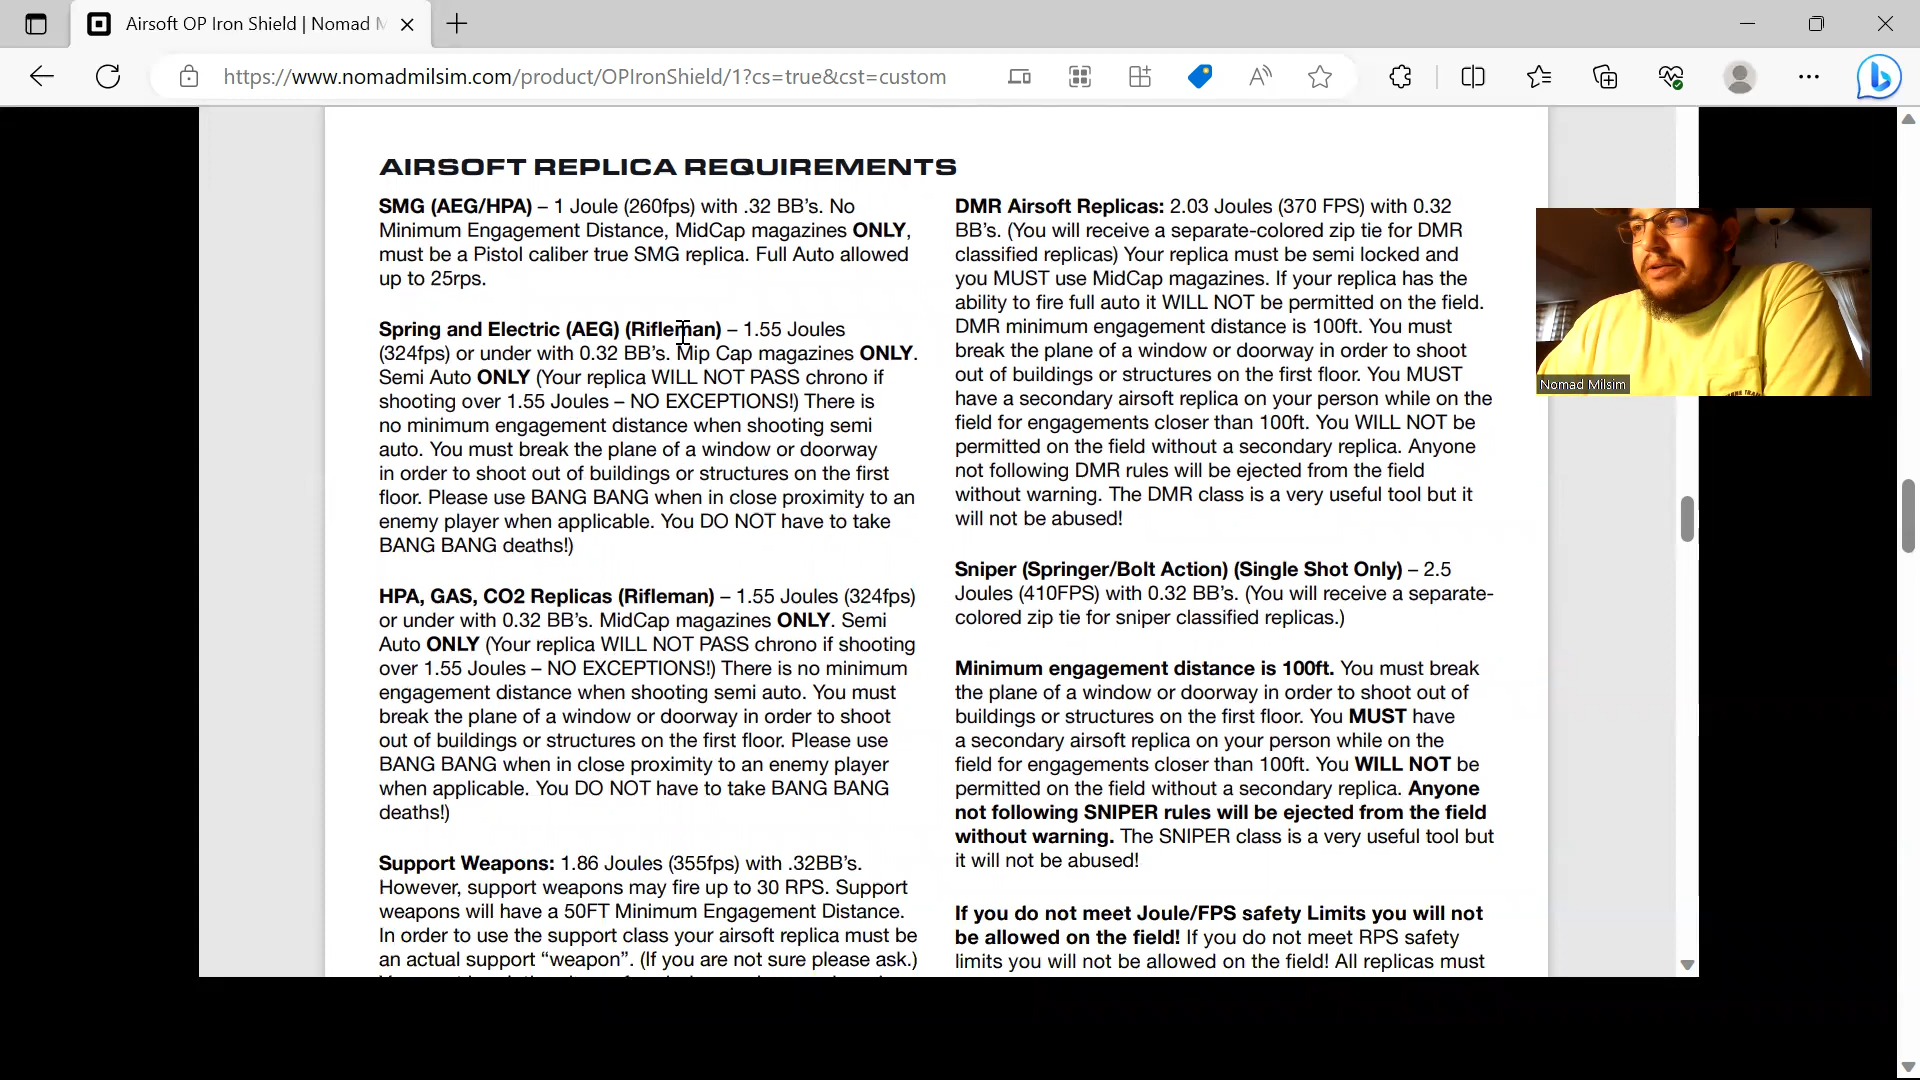 Airsoft OP Iron Shield | Nomad M
https://www.nomadmilsim.com/product/OPIronShield/1?cs=true&cst=custom
AIRSOFT REPLICA REQUIREMENTS
SMG (AEG/HPA) – 1 Joule (260fps) with .32 BB's. No
Minimum Engagement Distance, MidCap magazines ONLY,
must be a Pistol caliber true SMG replica. Full Auto allowed
up to 25rps.
Spring and Electric (AEG) (Rifleman) – 1.55 Joules
(324fps) or under with 0.32 BB's. Mip Cap magazines ONLY.
Semi Auto ONLY (Your replica WILL NOT PASS chrono if
shooting over 1.55 Joules – NO EXCEPTIONS!) There is
no minimum engagement distance when shooting semi
auto. You must break the plane of a window or doorway
in order to shoot out of buildings or structures on the first
floor. Please use BANG BANG when in close proximity to an
enemy player when applicable. You DO NOT have to take
BANG BANG deaths!)
HPA, GAS, CO2 Replicas (Rifleman) – 1.55 Joules (324fps)
or under with 0.32 BB's. MidCap magazines ONLY. Semi
Auto ONLY (Your replica WILL NOT PASS chrono if shooting
over 1.55 Joules – NO EXCEPTIONS!) There is no minimum
engagement distance when shooting semi auto. You must
break the plane of a window or doorway in order to shoot
out of buildings or structures on the first floor. Please use
BANG BANG when in close proximity to an enemy player
when applicable. You DO NOT have to take BANG BANG
deaths!)
Support Weapons: 1.86 Joules (355fps) with .32BB's.
However, support weapons may fire up to 30 RPS. Support
weapons will have a 50FT Minimum Engagement Distance.
In order to use the support class your airsoft replica must be
an actual support "weapon". (If you are not sure please ask.)
DMR Airsoft Replicas: 2.03 Joules (370 FPS) with 0.32
BB's. (You will receive a separate-colored zip tie for DMR
classified replicas) Your replica must be semi locked and
you MUST use MidCap magazines. If your replica has the
ability to fire full auto it WILL NOT be permitted on the field.
DMR minimum engagement distance is 100ft. You must
break the plane of a window or doorway in order to shoot
out of buildings or structures on the first floor. You MUST
have a secondary airsoft replica on your person while on the
field for engagements closer than 100ft. You WILL NOT be
permitted on the field without a secondary replica. Anyone
not following DMR rules will be ejected from the field
without warning. The DMR class is a very useful tool but it
will not be abused!
Sniper (Springer/Bolt Action) (Single Shot Only) – 2.5
Joules (410FPS) with 0.32 BB's. (You will receive a separate-
colored zip tie for sniper classified replicas.)
Minimum engagement distance is 100ft. You must break
the plane of a window or doorway in order to shoot out of
buildings or structures on the first floor. You MUST have
a secondary airsoft replica on your person while on the
field for engagements closer than 100ft. You WILL NOT be
permitted on the field without a secondary replica. Anyone
not following SNIPER rules will be ejected from the field
without warning. The SNIPER class is a very useful tool but
it will not be abused!
If you do not meet Joule/FPS safety Limits you will not
be allowed on the field! If you do not meet RPS safety
limits you will not be allowed on the field! All replicas must
Nomad Milsim